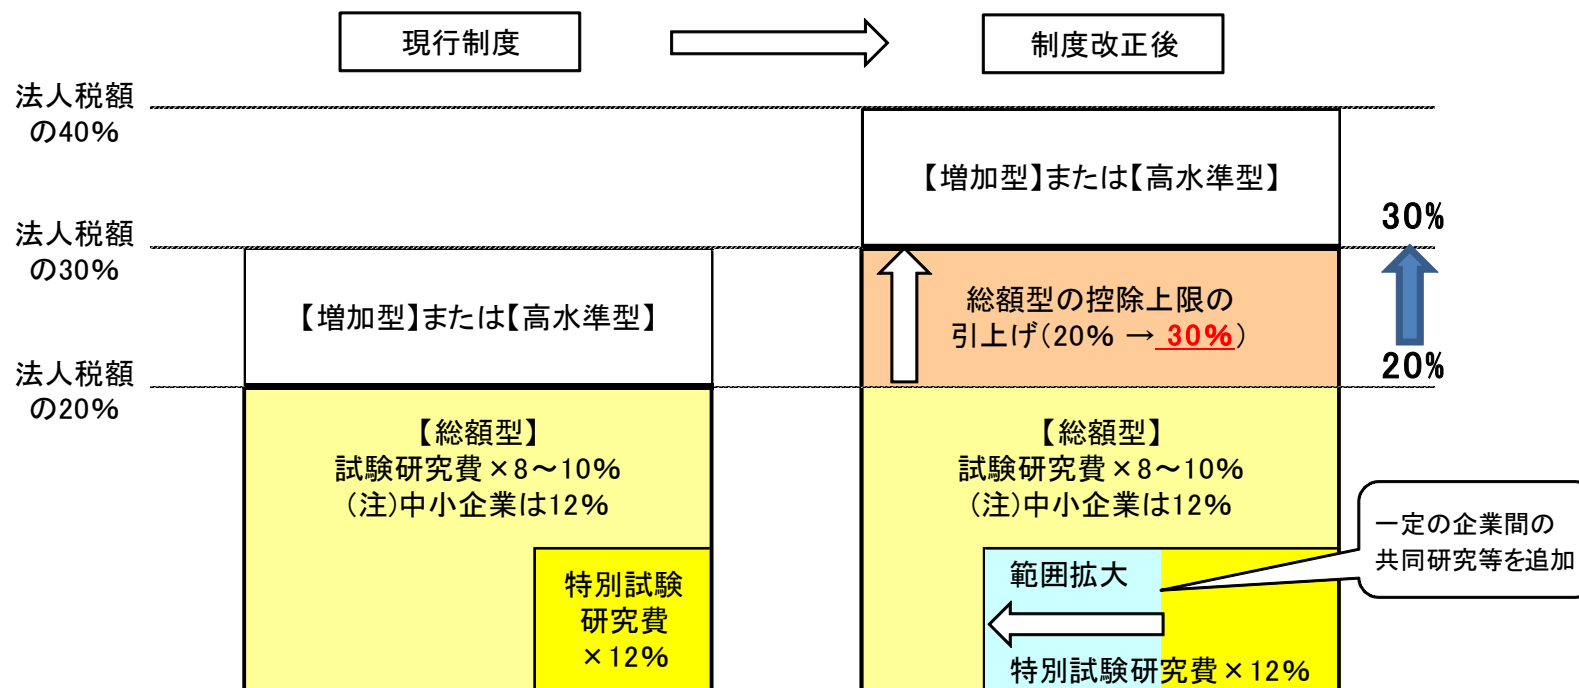 現行制度
制度改正後
法人税額
の40%
法人税額
の30%
法人税額
の20%
【増加型】または【高水準型】
【総額型】
試験研究費×8～10%
(注)中小企業は12%
特別試験
研究費
×12%
【増加型】または【高水準型】
総額型の控除上限の
引上げ(20% → 30%)
30%
20%
【総額型】
試験研究費×8～10%
(注)中小企業は12%
範囲拡大
特別試験研究費×12%
一定の企業間の
共同研究等を追加